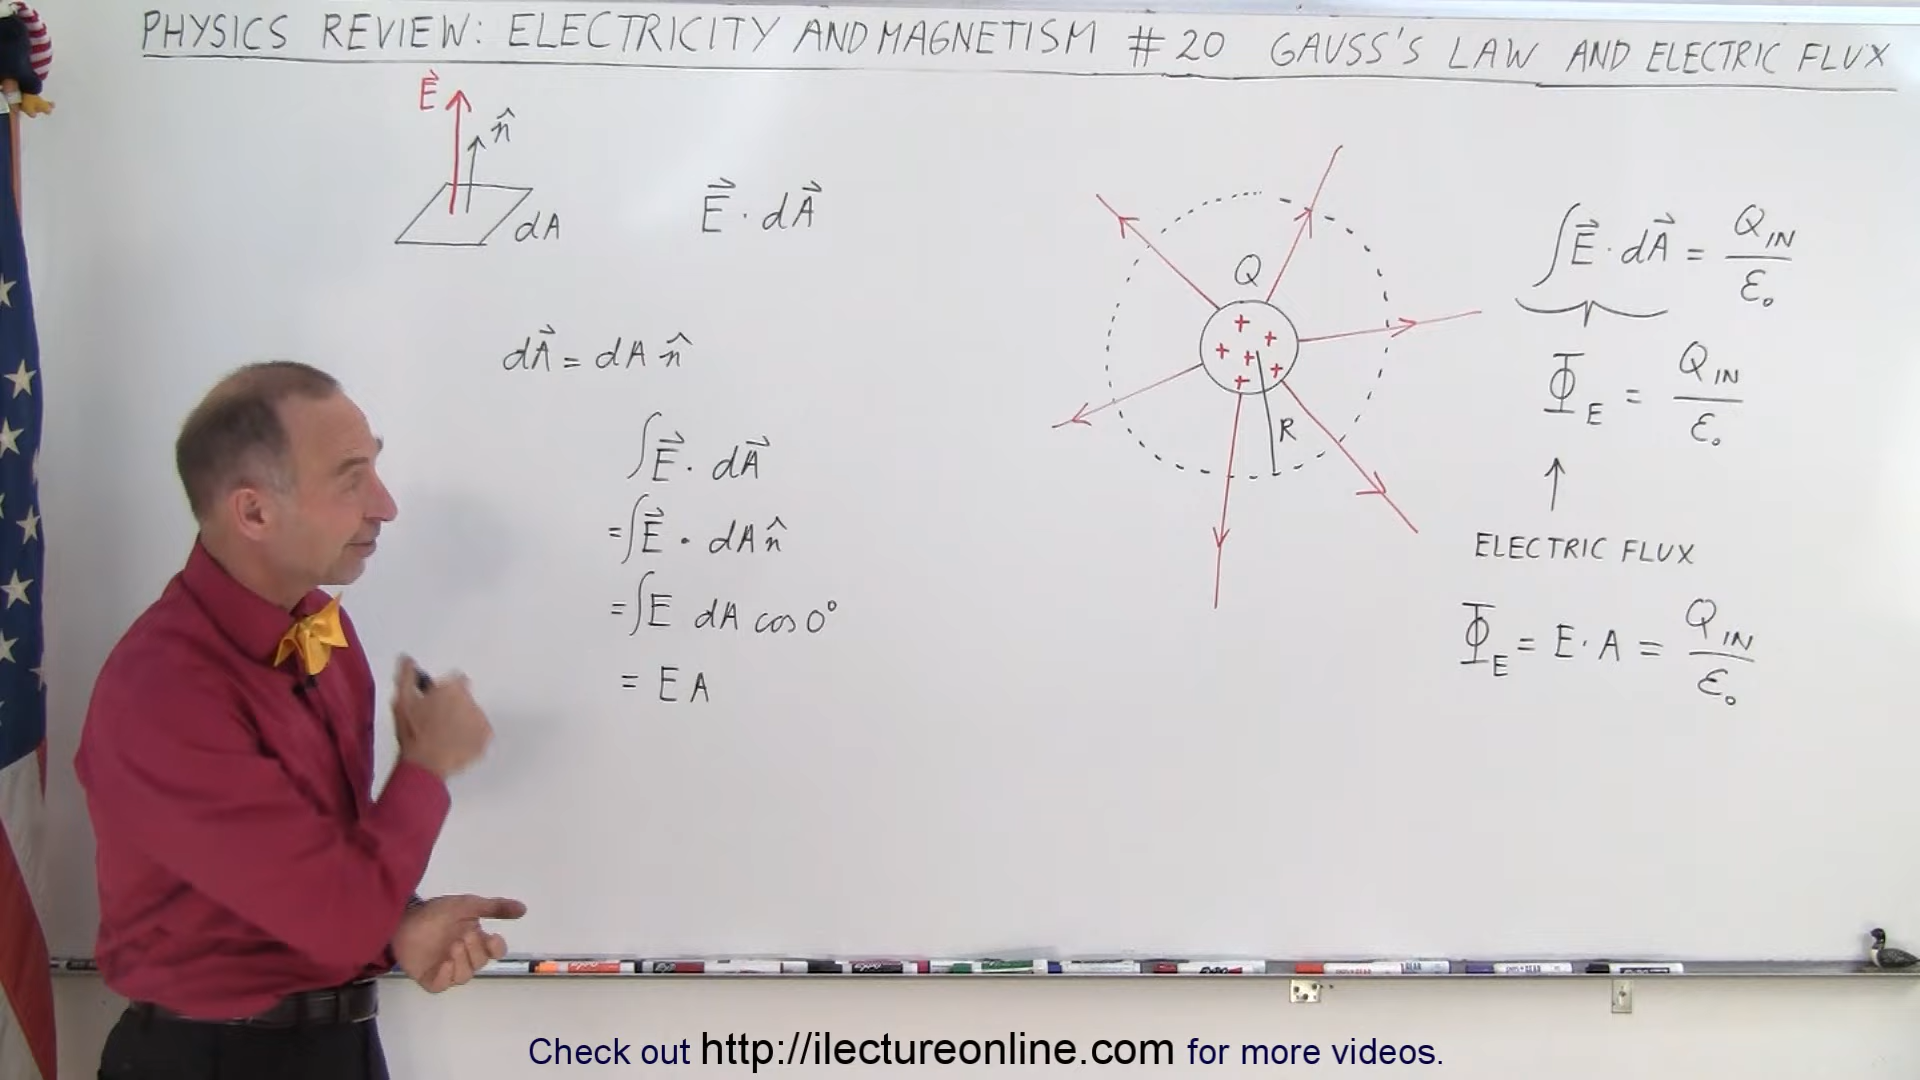 PHYSICS REVIEW: ELECTRICITY AND MAGNETISM #20 GAUSS'S LAW AND ELECTRIC FLUX
E⃗
n̂
dA
E⃗ · dA⃗
dA⃗ = dA n̂
∫E⃗ · dA⃗
= ∫E⃗ · dA n̂
= ∫E dA cos 0°
= E A
Q
+ + + + + +
R
∫E⃗ · dA⃗ = Q_IN / ε₀
Φ_E = Q_IN / ε₀
↑
ELECTRIC FLUX
Φ_E = E · A = Q_IN / ε₀
Check out http://ilectureonline.com for more videos.